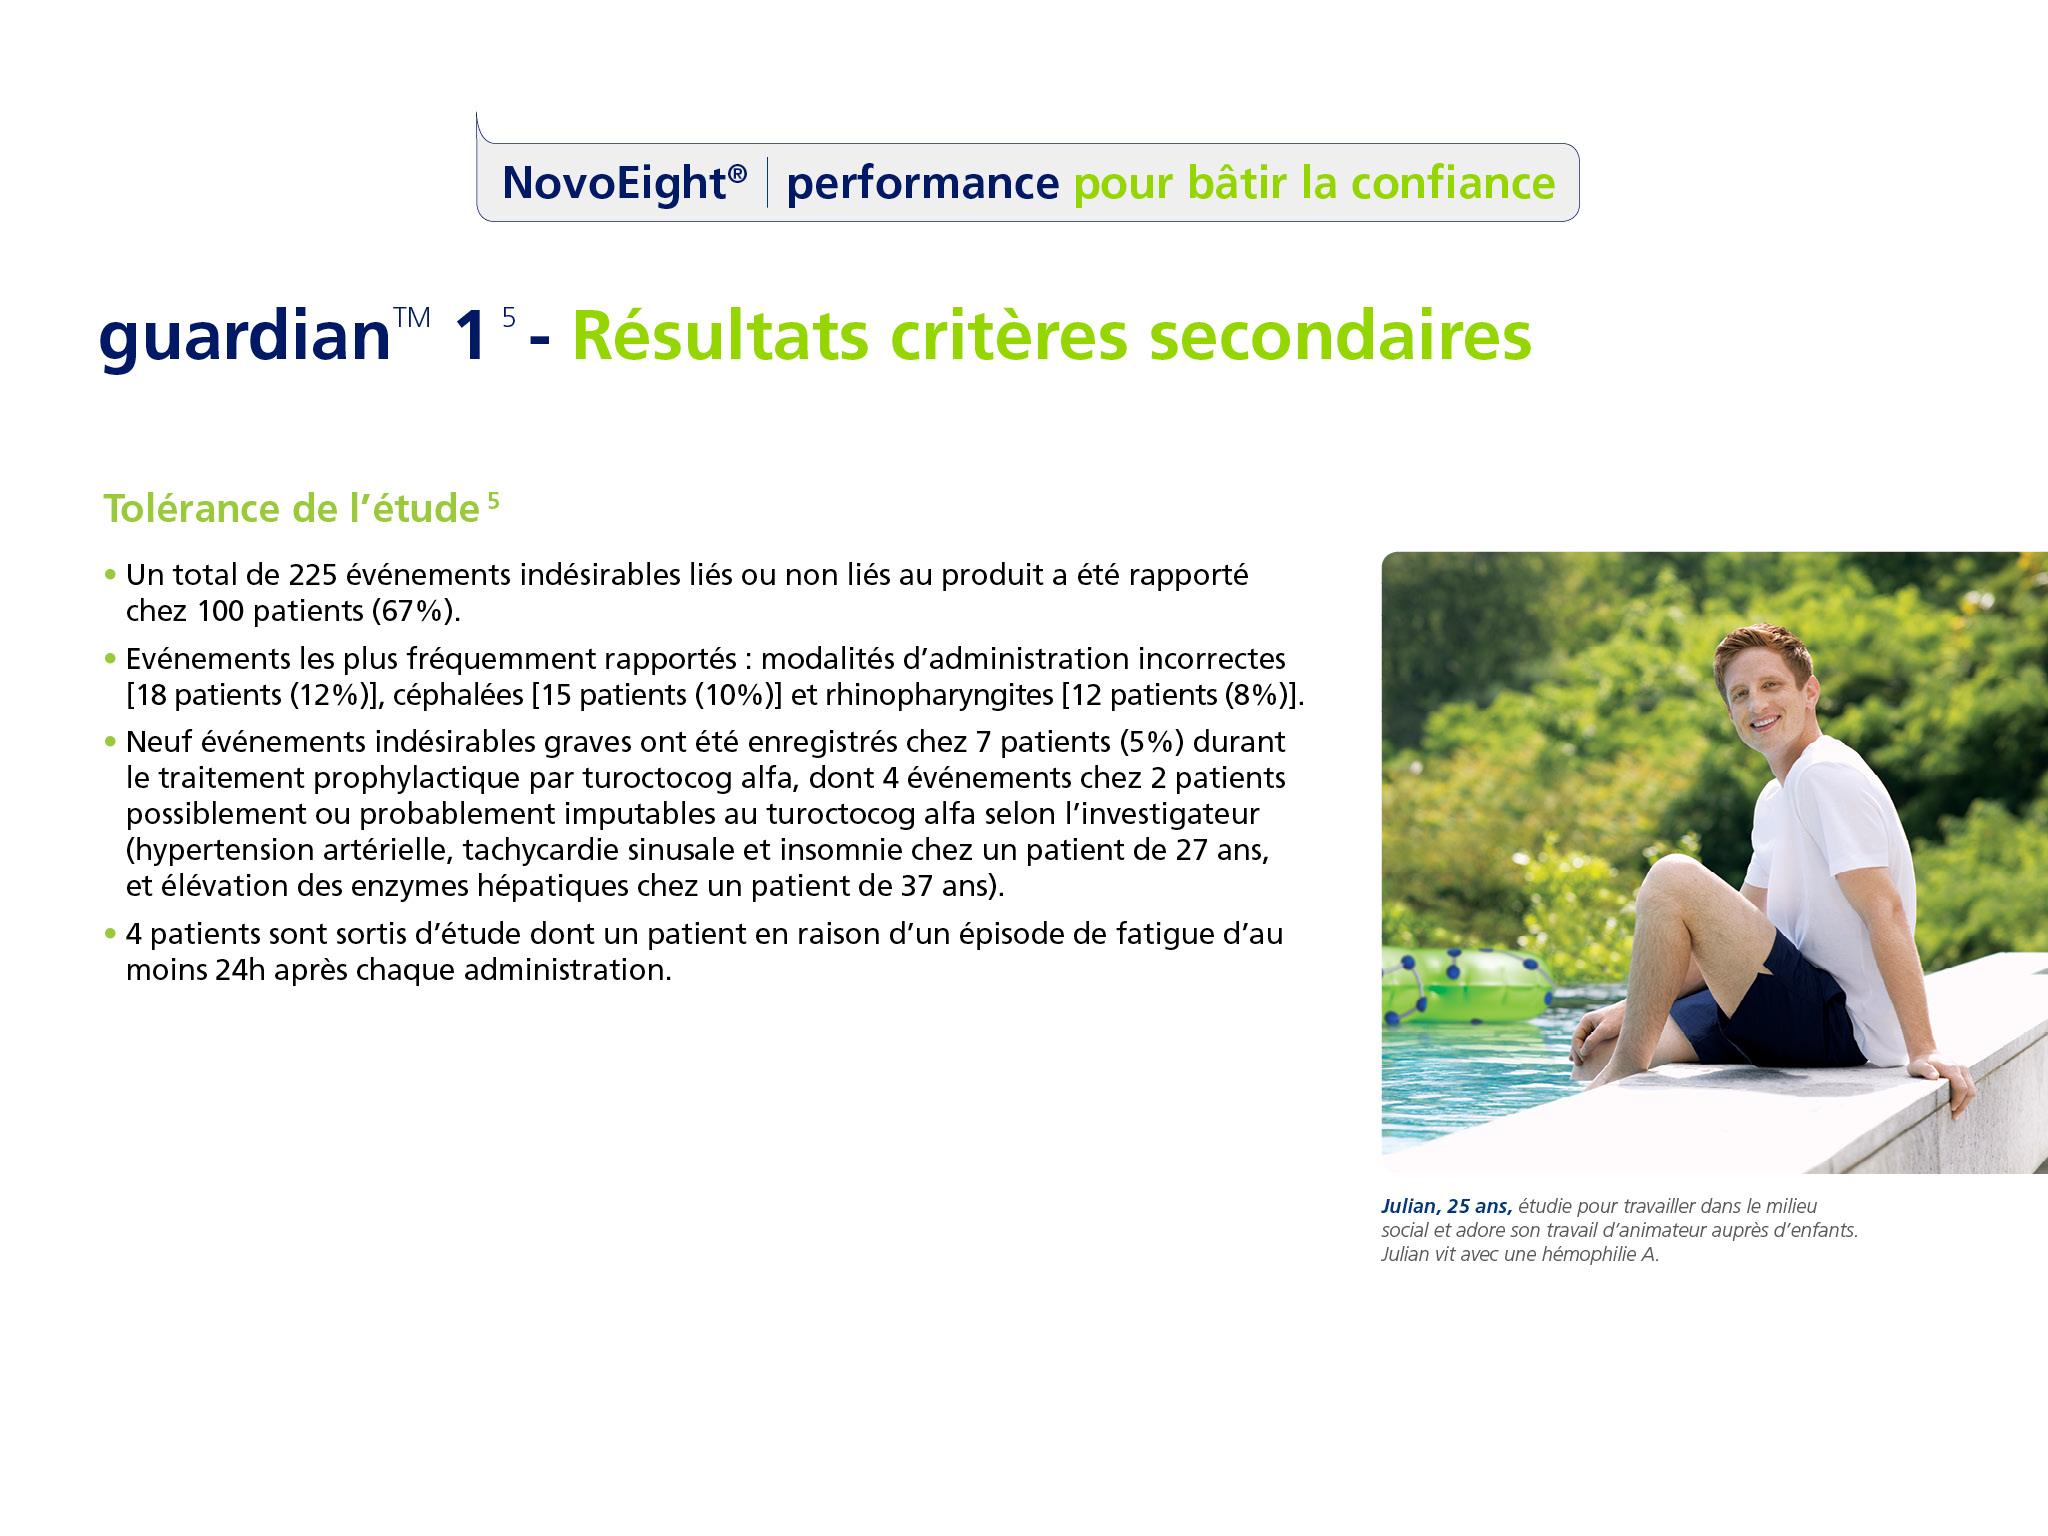 NovoEight® | performance pour bâtir la confiance
guardian™ 1 5 - Résultats critères secondaires
Tolérance de l’étude 5
• Un total de 225 événements indésirables liés ou non liés au produit a été rapporté
chez 100 patients (67%).
• Evénements les plus fréquemment rapportés : modalités d’administration incorrectes
[18 patients (12%)], céphalées [15 patients (10%)] et rhinopharyngites [12 patients (8%)].
• Neuf événements indésirables graves ont été enregistrés chez 7 patients (5%) durant
le traitement prophylactique par turoctocog alfa, dont 4 événements chez 2 patients
possiblement ou probablement imputables au turoctocog alfa selon l’investigateur
(hypertension artérielle, tachycardie sinusale et insomnie chez un patient de 27 ans,
et élévation des enzymes hépatiques chez un patient de 37 ans).
• 4 patients sont sortis d’étude dont un patient en raison d’un épisode de fatigue d’au
moins 24h après chaque administration.
Julian, 25 ans, étudie pour travailler dans le milieu
social et adore son travail d’animateur auprès d’enfants.
Julian vit avec une hémophilie A.